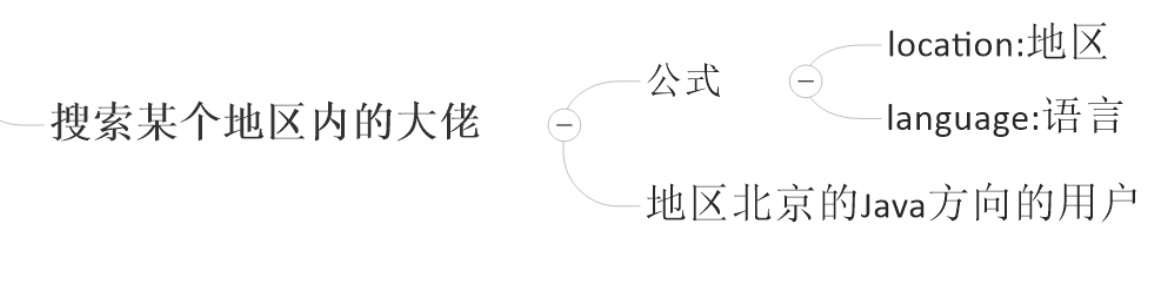 搜索某个地区内的大佬
公式
location:地区
language:语言
地区北京的Java方向的用户